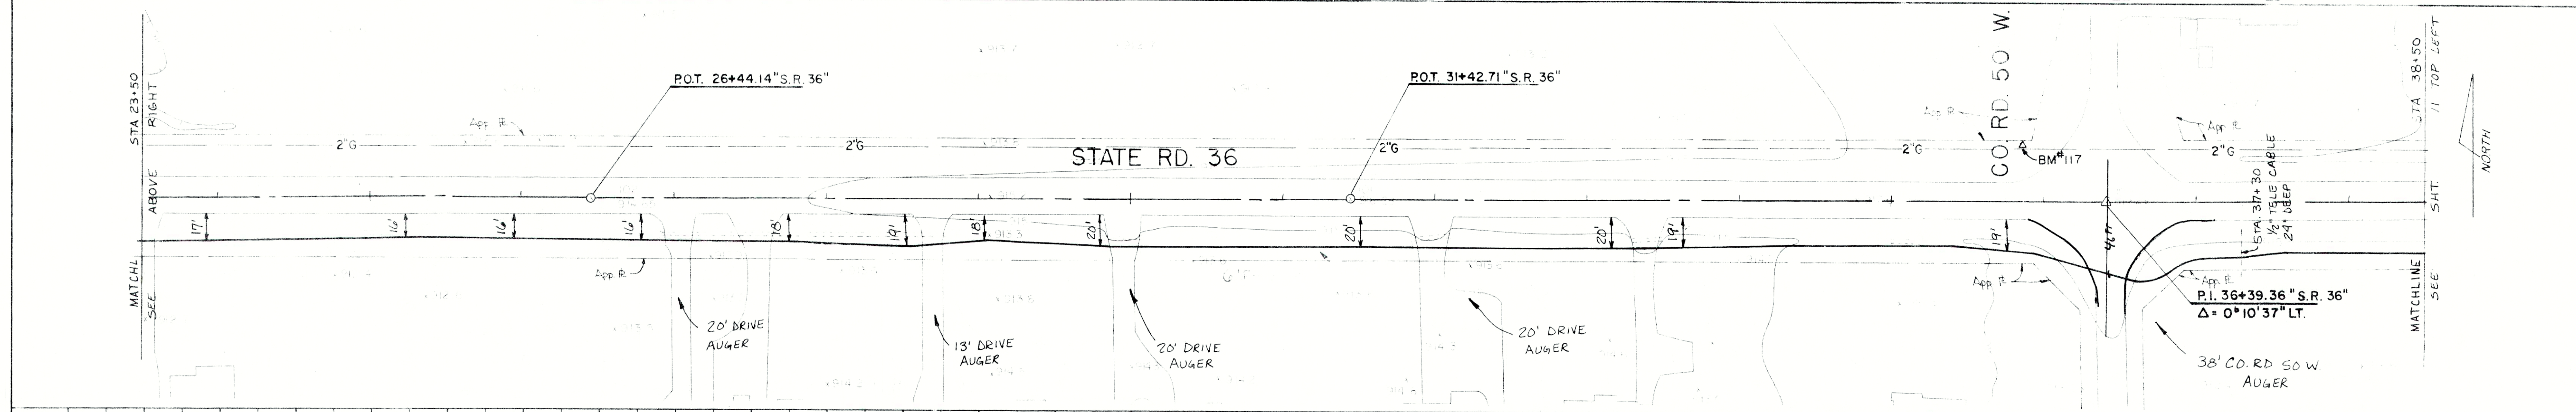 STA 23+50
RIGHT
ABOVE
MATCHL
SEE
P.O.T. 26+44.14 "S.R. 36"
P.O.T. 31+42.71 "S.R. 36"
CO. RD. 50 W.
STA 38+50
11 TOP LEFT
App. ℞
App. ℞
App. ℞
2"G
2"G
STATE RD. 36
2"G
2"G
BM#117
2"G
NORTH
17'
16'
16'
16'
18'
19'
18'
20'
20'
20'
19'
19'
46'
STA. 37+30
1/2" TELE CABLE
24" DEEP
SHT.
MATCHLINE
SEE
App. ℞
App. ℞
App. ℞
P.I. 36+39.36 "S.R. 36"
Δ = 0°10'37" LT.
20' DRIVE
AUGER
13' DRIVE
AUGER
20' DRIVE
AUGER
20' DRIVE
AUGER
38' CO. RD 50 W.
AUGER